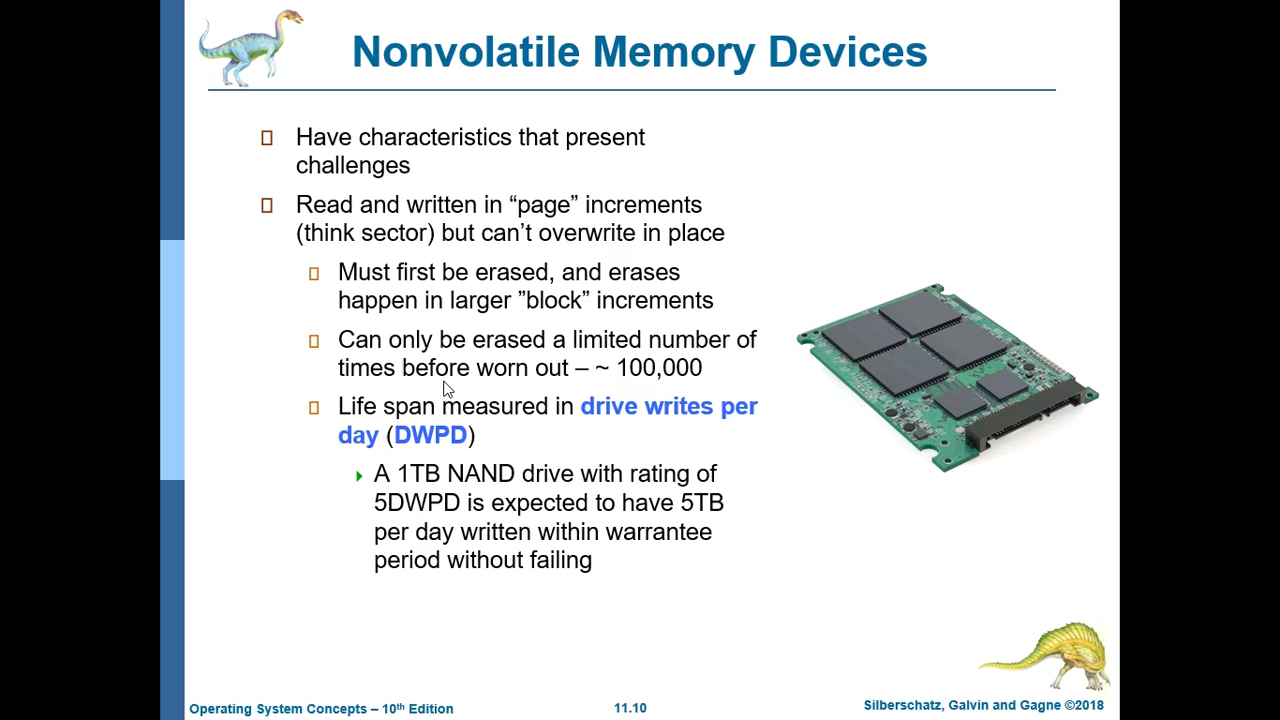 Nonvolatile Memory Devices
Have characteristics that present
challenges
Read and written in “page” increments
(think sector) but can’t overwrite in place
Must first be erased, and erases
happen in larger ”block” increments
Can only be erased a limited number of
times before worn out – ~ 100,000
Life span measured in drive writes per
day (DWPD)
A 1TB NAND drive with rating of
5DWPD is expected to have 5TB
per day written within warrantee
period without failing
Operating System Concepts – 10th Edition
11.10
Silberschatz, Galvin and Gagne ©2018